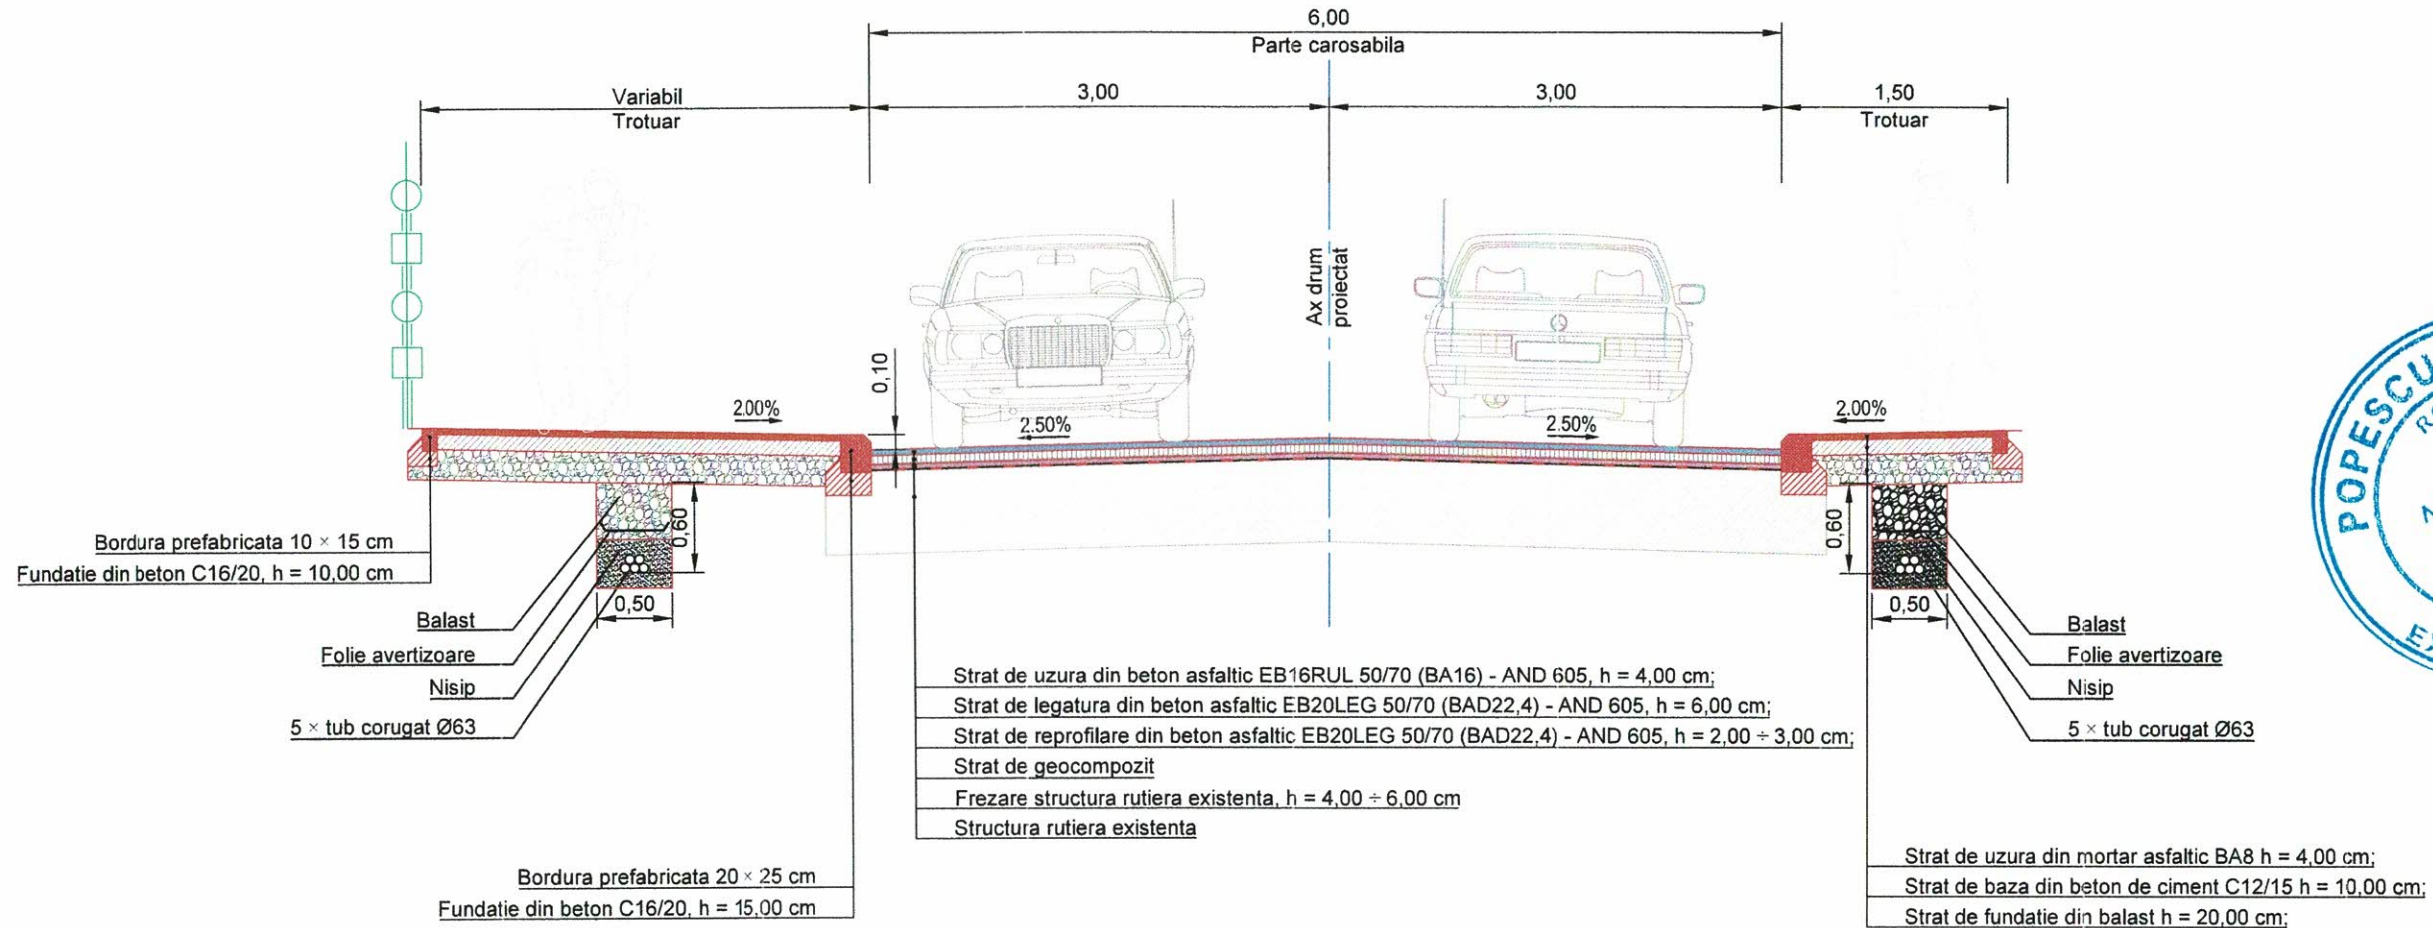 6,00
Parte carosabila
Variabil
Trotuar
3,00
3,00
1,50
Trotuar
Ax drum
proiectat
0,10
2.00%
2.50%
2.50%
2.00%
0,60
0,60
0,50
0,50
Bordura prefabricata 10 × 15 cm
Fundatie din beton C16/20, h = 10,00 cm
Balast
Folie avertizoare
Nisip
5 × tub corugat Ø63
Bordura prefabricata 20 × 25 cm
Fundatie din beton C16/20, h = 15,00 cm
Strat de uzura din beton asfaltic EB16RUL 50/70 (BA16) - AND 605, h = 4,00 cm;
Strat de legatura din beton asfaltic EB20LEG 50/70 (BAD22,4) - AND 605, h = 6,00 cm;
Strat de reprofilare din beton asfaltic EB20LEG 50/70 (BAD22,4) - AND 605, h = 2,00 ÷ 3,00 cm;
Strat de geocompozit
Frezare structura rutiera existenta, h = 4,00 ÷ 6,00 cm
Structura rutiera existenta
Balast
Folie avertizoare
Nisip
5 × tub corugat Ø63
Strat de uzura din mortar asfaltic BA8 h = 4,00 cm;
Strat de baza din beton de ciment C12/15 h = 10,00 cm;
Strat de fundatie din balast h = 20,00 cm;
POPESCU